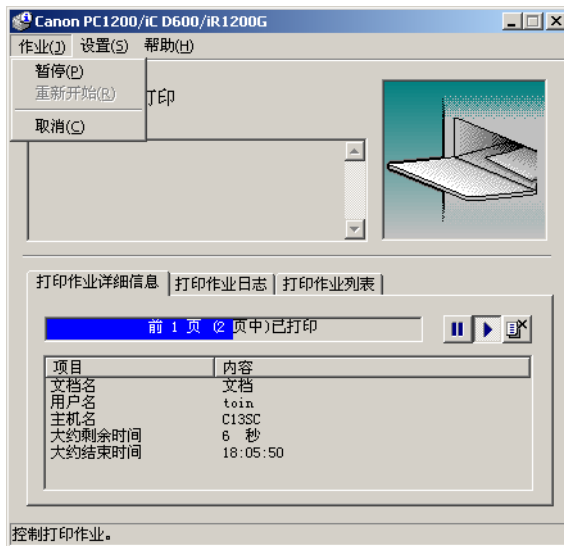 Canon PC1200/iC D600/iR1200G
作业(J) 设置(S) 帮助(H)
暂停(P)
重新开始(R)
打印
取消(C)
打印作业详细信息 打印作业日志 打印作业列表
前 1 页 (2 页中)已打印
项目 内容
文档名 文档
用户名 toin
主机名 C13SC
大约剩余时间 6 秒
大约结束时间 18:05:50
控制打印作业。